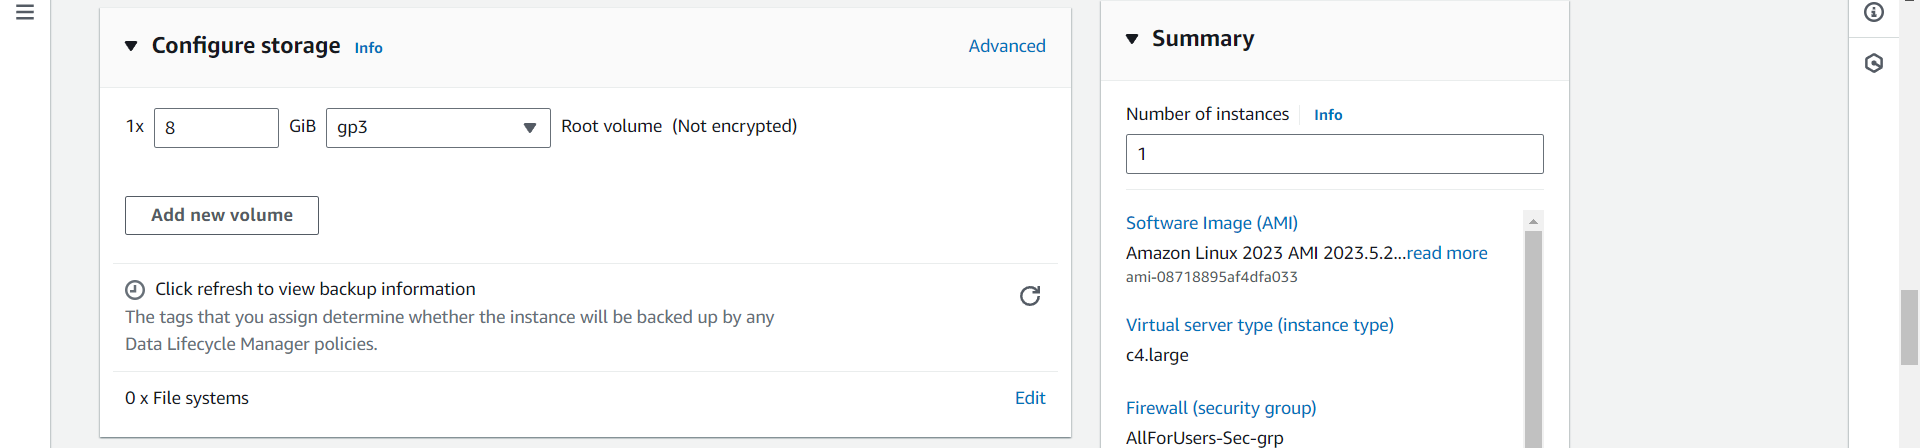 Configure storage Info
Advanced
1x 8 GiB gp3 Root volume (Not encrypted)
Add new volume
Click refresh to view backup information
The tags that you assign determine whether the instance will be backed up by any
Data Lifecycle Manager policies.
0 x File systems
Edit
Summary
Number of instances Info
1
Software Image (AMI)
Amazon Linux 2023 AMI 2023.5.2...read more
ami-08718895af4dfa033
Virtual server type (instance type)
c4.large
Firewall (security group)
AllForUsers-Sec-grp